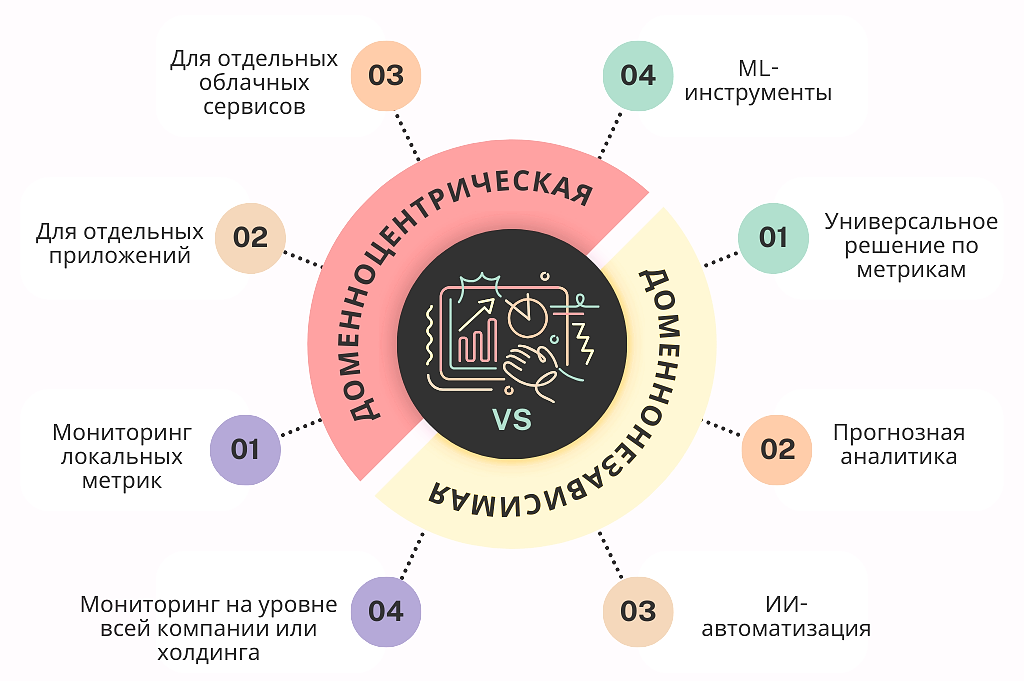 Для отдельных
облачных
сервисов
03
04
ML-
инструменты
ДОМЕННОЦЕНТРИЧЕСКАЯ
Для отдельных
приложений
02
01
Универсальное
решение по
метрикам
ДОМЕННОНЕЗАВИСИМАЯ
VS
Мониторинг
локальных
метрик
01
02
Прогнозная
аналитика
Мониторинг на уровне
всей компании или
холдинга
04
03
ИИ-
автоматизация